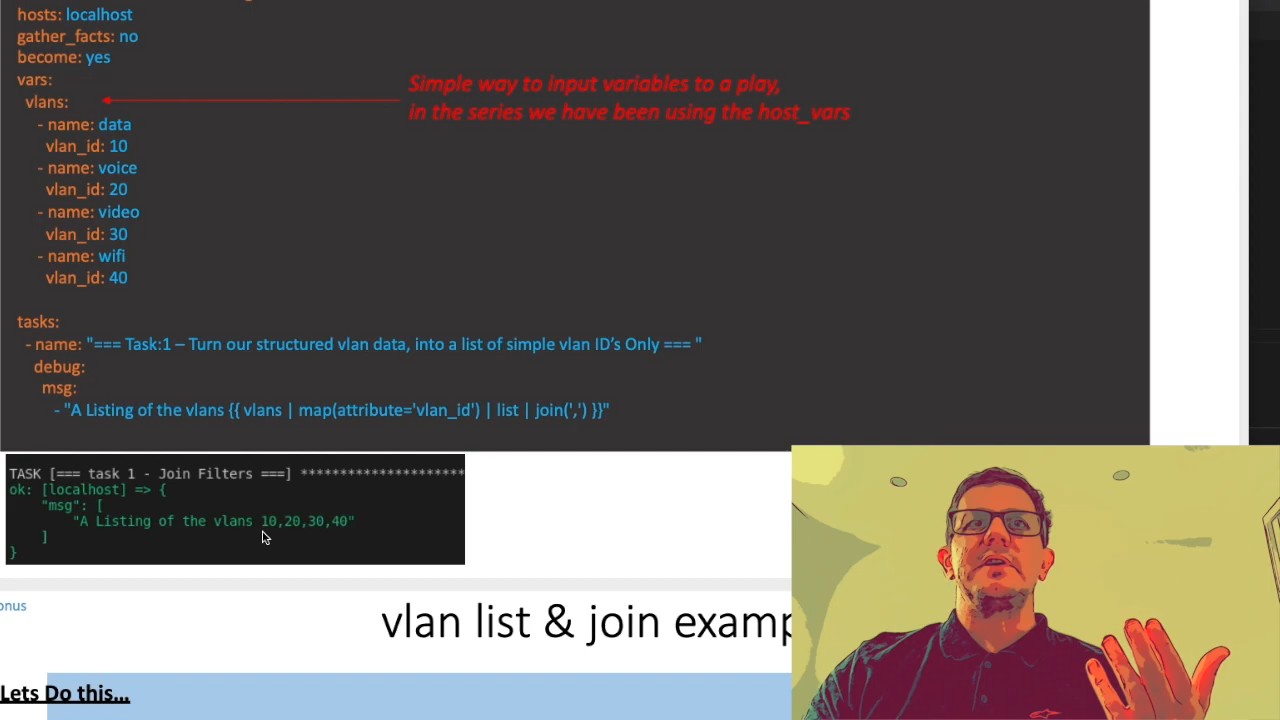 hosts: localhost
gather_facts: no
become: yes
vars:
vlans:
Simple way to input variables to a play,
in the series we have been using the host_vars
- name: data
vlan_id: 10
- name: voice
vlan_id: 20
- name: video
vlan_id: 30
- name: wifi
vlan_id: 40
tasks:
- name: "=== Task:1 – Turn our structured vlan data, into a list of simple vlan ID’s Only === "
debug:
msg:
- "A Listing of the vlans {{ vlans | map(attribute='vlan_id') | list | join(',') }}"
TASK [=== task 1 - Join Filters ===] *********************
ok: [localhost] => {
"msg": [
"A Listing of the vlans 10,20,30,40"
]
}
onus
vlan list & join examp
Lets Do this...